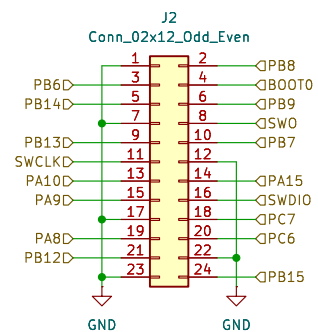 J2
Conn_02x12_Odd_Even
1 2 PB8
PB6 3 4 BOOT0
PB14 5 6 PB9
7 8 SWO
PB13 9 10 PB7
SWCLK 11 12
PA10 13 14 PA15
PA9 15 16 SWDIO
17 18 PC7
PA8 19 20 PC6
PB12 21 22
23 24 PB15
GND GND